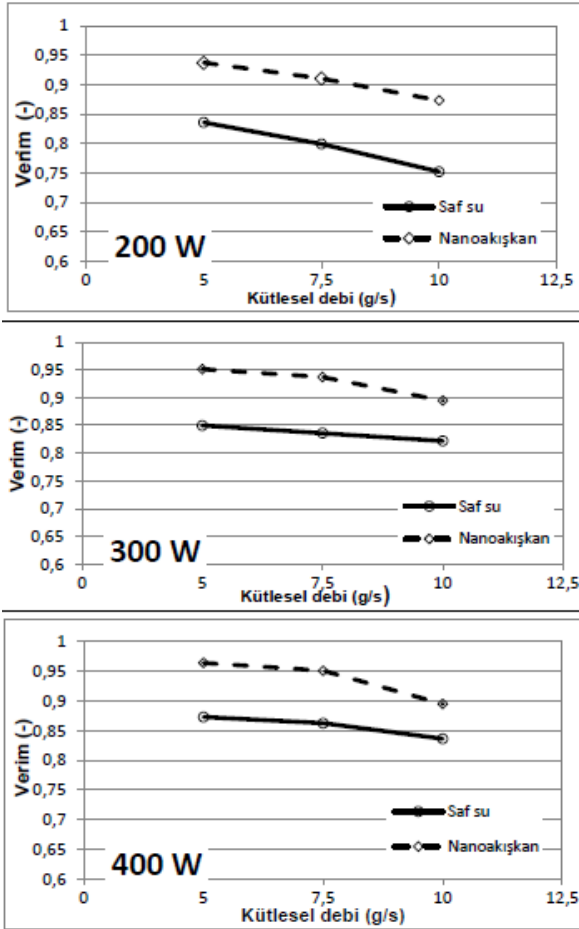 1
0,95
0,9
0,85
0,8
0,75
0,7
0,65
0,6
Verim (-)
Saf su
Nanoakışkan
200 W
0 5 7,5 10 12,5
Kütlesel debi (g/s)
1
0,95
0,9
0,85
0,8
0,75
0,7
0,65
0,6
Verim (-)
Saf su
Nanoakışkan
300 W
0 5 7,5 10 12,5
Kütlesel debi (g/s)
1
0,95
0,9
0,85
0,8
0,75
0,7
0,65
0,6
Verim (-)
Saf su
Nanoakışkan
400 W
0 5 7,5 10 12,5
Kütlesel debi (g/s)